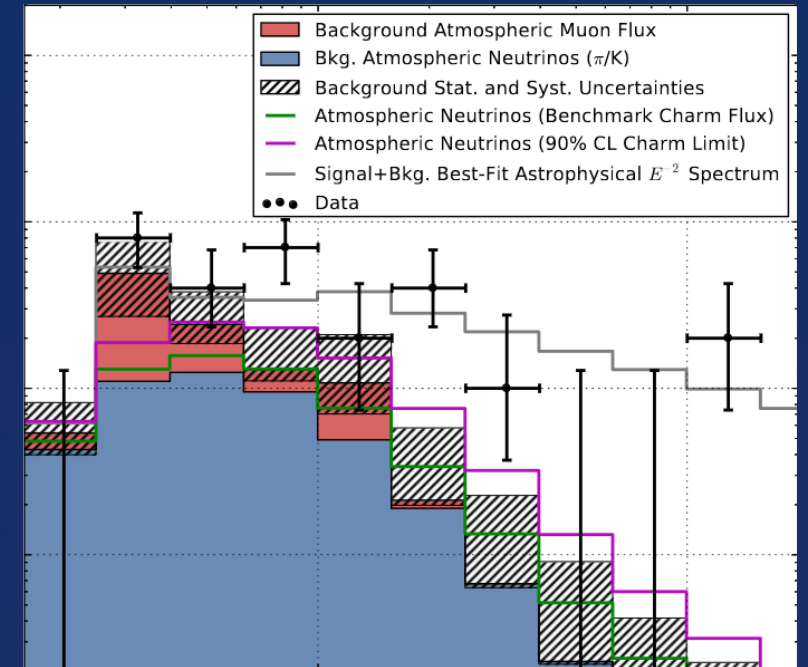 Background Atmospheric Muon Flux
Bkg. Atmospheric Neutrinos (π/K)
Background Stat. and Syst. Uncertainties
Atmospheric Neutrinos (Benchmark Charm Flux)
Atmospheric Neutrinos (90% CL Charm Limit)
Signal+Bkg. Best-Fit Astrophysical E⁻² Spectrum
Data